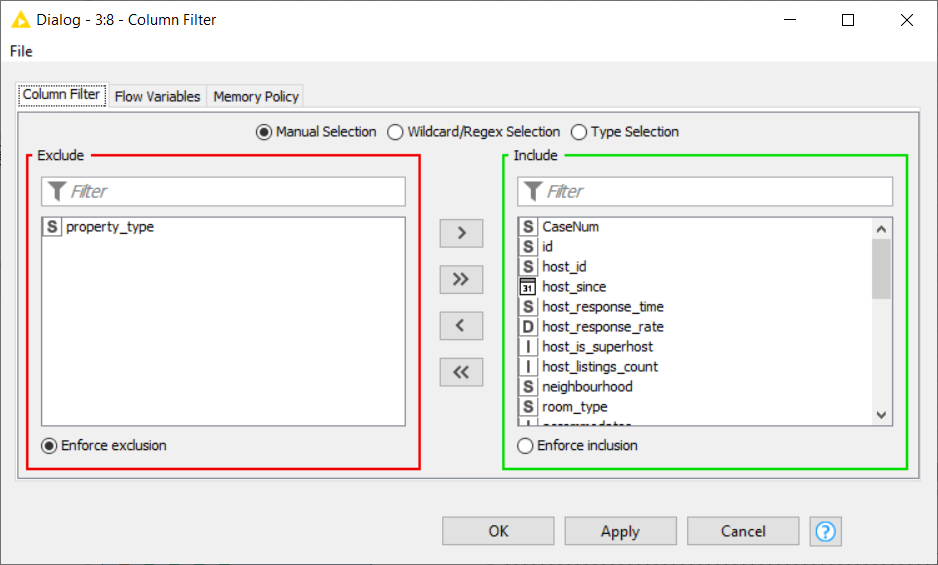 Dialog - 3:8 - Column Filter
File
Column Filter Flow Variables Memory Policy
Manual Selection Wildcard/Regex Selection Type Selection
Exclude
Filter
S property_type
Enforce exclusion
>
>>
<
<<
Include
Filter
S CaseNum
S id
S host_id
31 host_since
S host_response_time
D host_response_rate
I host_is_superhost
I host_listings_count
S neighbourhood
S room_type
Enforce inclusion
OK Apply Cancel ?